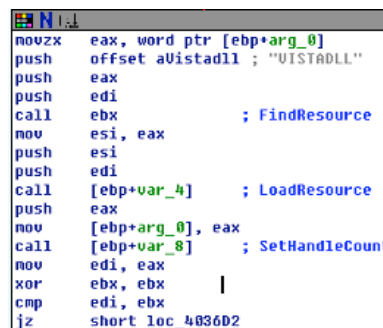 movzx eax, word ptr [ebp+arg_0]
push offset aVistadll ; "VISTADLL"
push eax
push edi
call ebx ; FindResource
mov esi, eax
push esi
push edi
call [ebp+var_4] ; LoadResource
push eax
mov [ebp+arg_0], eax
call [ebp+var_8] ; SetHandleCount
mov edi, eax
xor ebx, ebx
cmp edi, ebx
jz short loc_4036D2